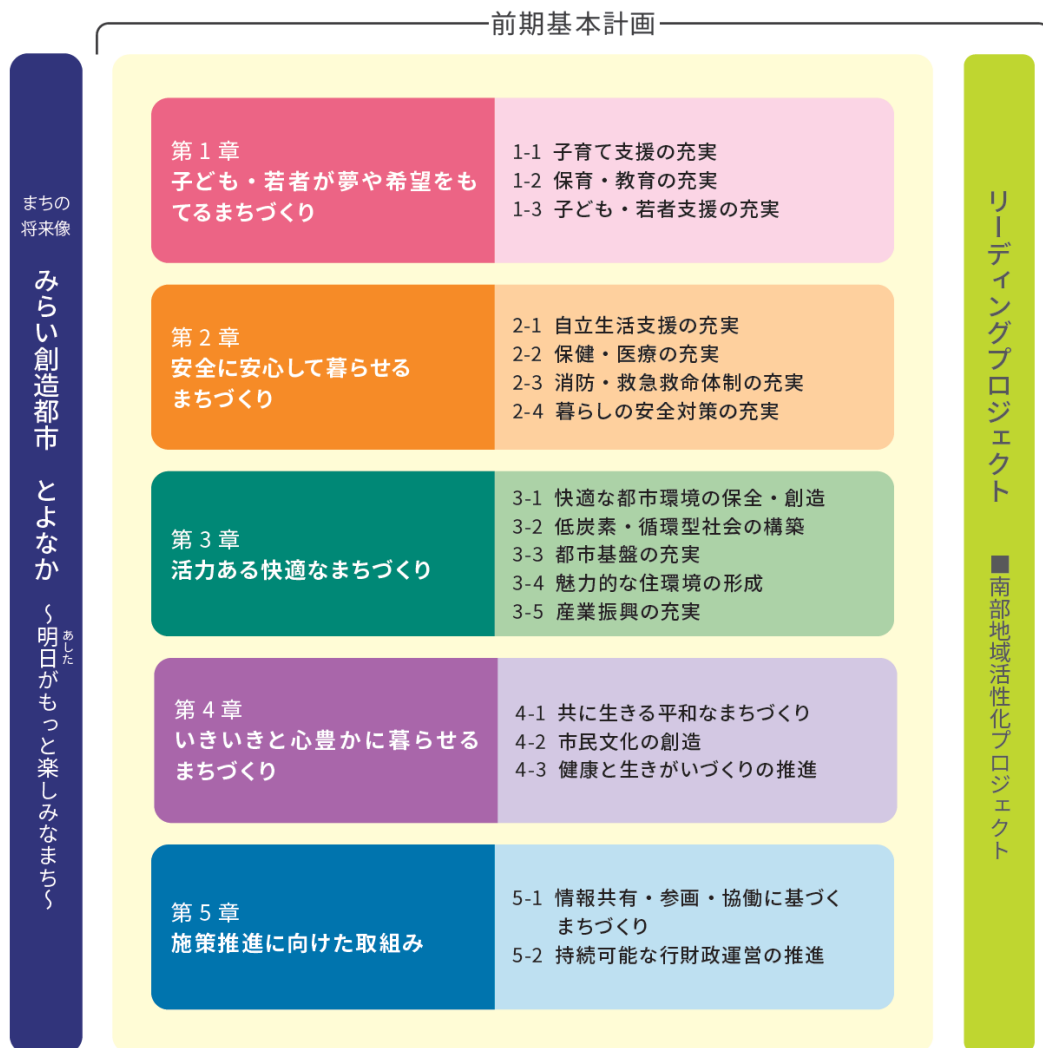 前期基本計画
まちの
将来像
みらい創造都市 とよなか
～明日がもっと楽しみなまち～
あした
第1章
子ども・若者が夢や希望をも
てるまちづくり
1-1 子育て支援の充実
1-2 保育・教育の充実
1-3 子ども・若者支援の充実
第2章
安全に安心して暮らせる
まちづくり
2-1 自立生活支援の充実
2-2 保健・医療の充実
2-3 消防・救急救命体制の充実
2-4 暮らしの安全対策の充実
第3章
活力ある快適なまちづくり
3-1 快適な都市環境の保全・創造
3-2 低炭素・循環型社会の構築
3-3 都市基盤の充実
3-4 魅力的な住環境の形成
3-5 産業振興の充実
第4章
いきいきと心豊かに暮らせる
まちづくり
4-1 共に生きる平和なまちづくり
4-2 市民文化の創造
4-3 健康と生きがいづくりの推進
第5章
施策推進に向けた取組み
5-1 情報共有・参画・協働に基づく
まちづくり
5-2 持続可能な行財政運営の推進
リーディングプロジェクト
■南部地域活性化プロジェクト